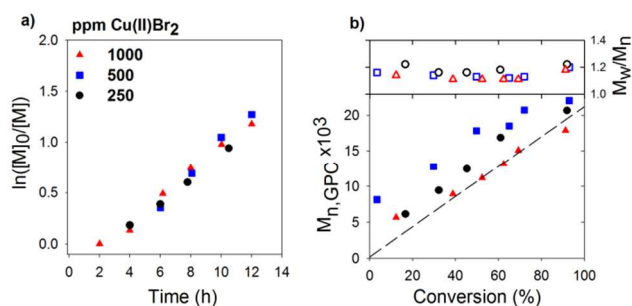 a)
ppm Cu(II)Br2
1000
500
250
ln([M]0/[M])
2.0
1.5
1.0
0.5
0.0
0 2 4 6 8 10 12 14
Time (h)
b)
1.4
1.2
1.0
Mw/Mn
20
15
10
5
0
Mn,GPC x10³
0 20 40 60 80 100
Conversion (%)